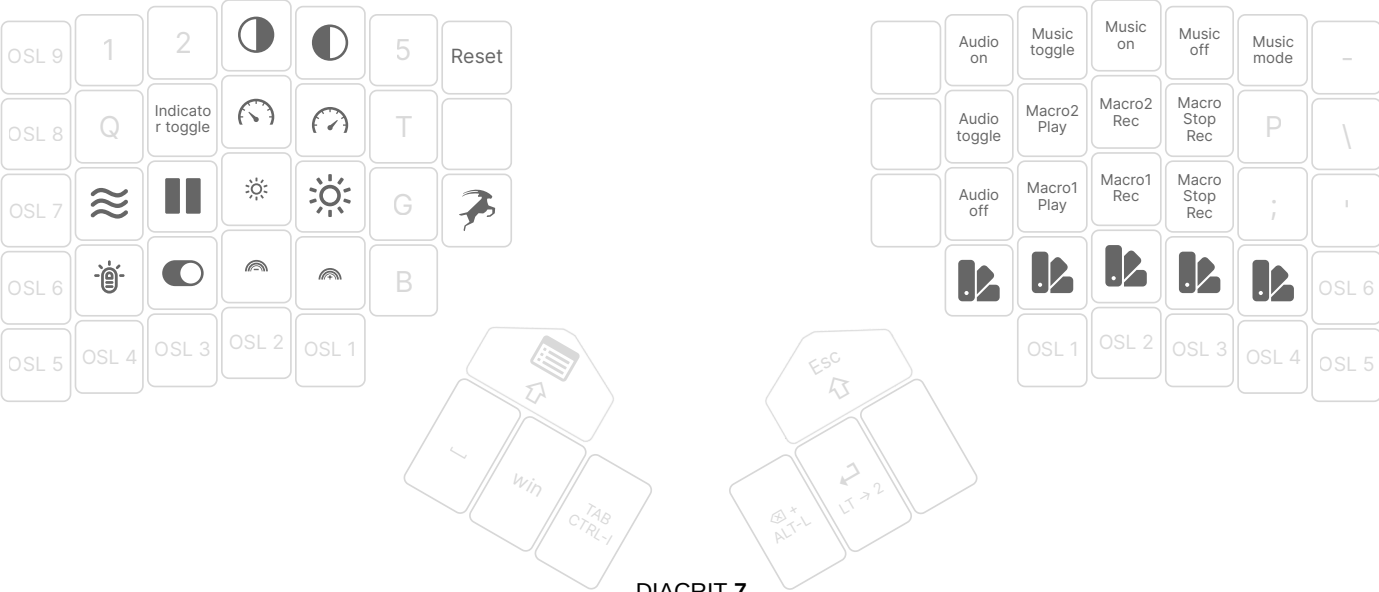 OSL 9
1
2
5
Reset
Audio
on
Music
toggle
Music
on
Music
off
Music
mode
-
OSL 8
Q
Indicato
r toggle
T
Audio
toggle
Macro2
Play
Macro2
Rec
Macro
Stop
Rec
P
\
OSL 7
G
Audio
off
Macro1
Play
Macro1
Rec
Macro
Stop
Rec
;
'
OSL 6
B
OSL 6
OSL 5
OSL 4
OSL 3
OSL 2
OSL 1
OSL 1
OSL 2
OSL 3
OSL 4
OSL 5
Esc
win
TAB
CTRL-I
+
ALT-L
LT → 2
DIACRIT 7